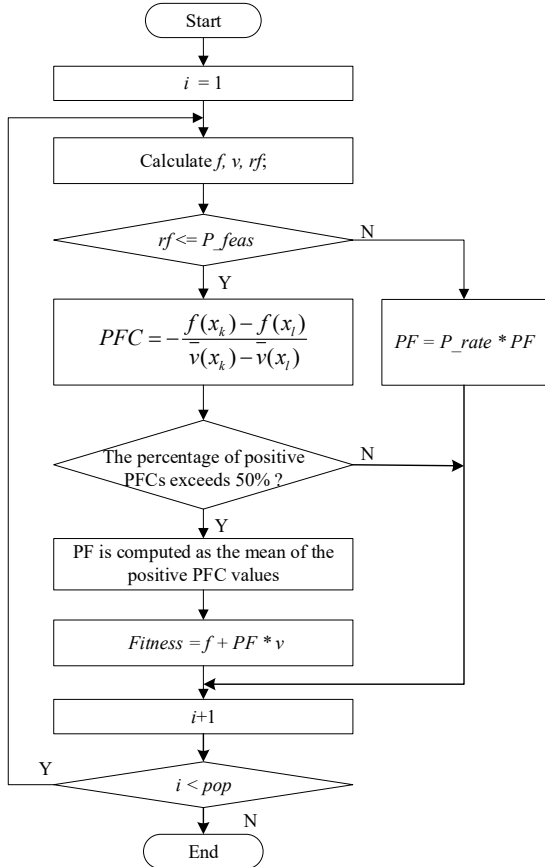 Start
i = 1
Calculate f, v, rf;
rf <= P_feas
N
Y
PFC = − f(x_k) − f(x_l) / v̄(x_k) − v̄(x_l)
PF = P_rate * PF
The percentage of positive
PFCs exceeds 50% ?
N
Y
PF is computed as the mean of the
positive PFC values
Fitness = f + PF * v
i+1
Y
i < pop
N
End